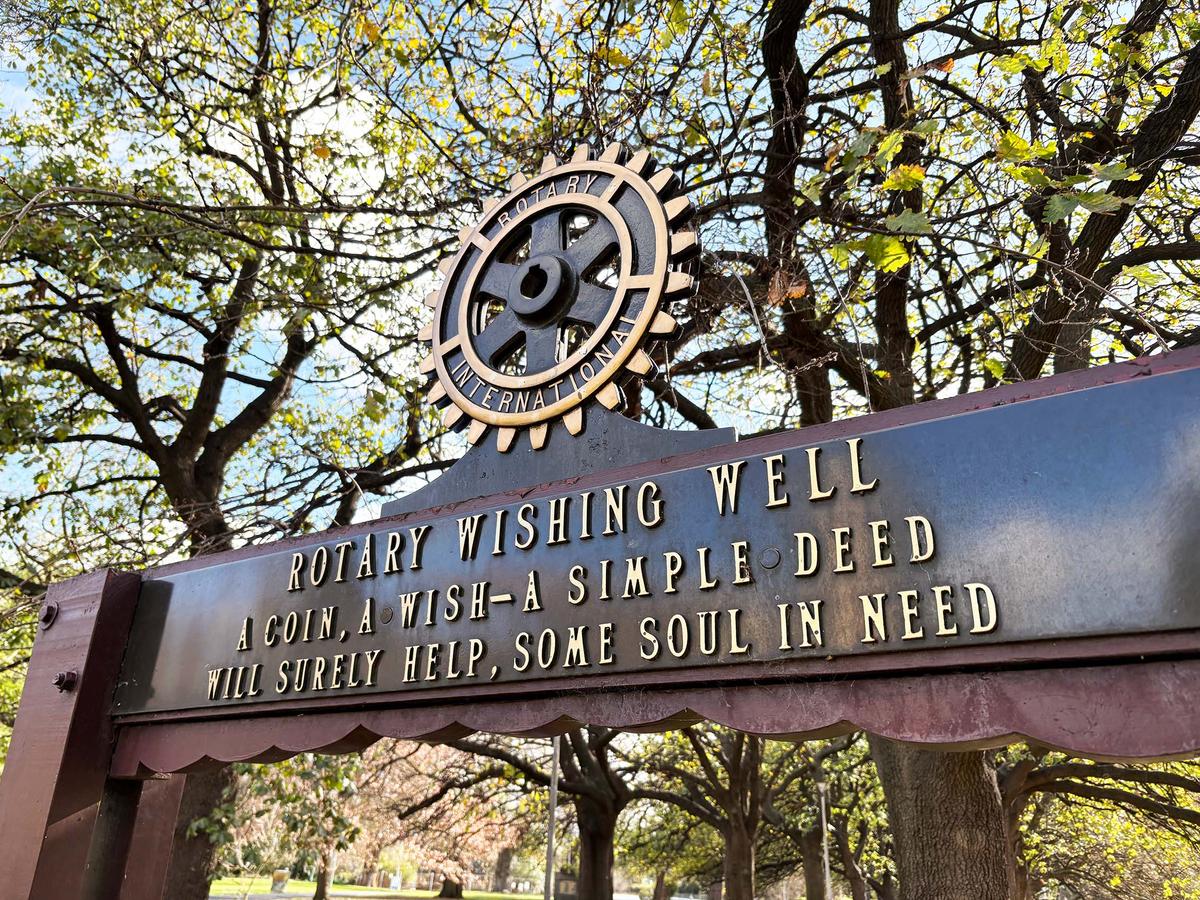 ROTARY
INTERNATIONAL
ROTARY WISHING WELL
A COIN, A WISH-A SIMPLE DEED
WILL SURELY HELP, SOME SOUL IN NEED